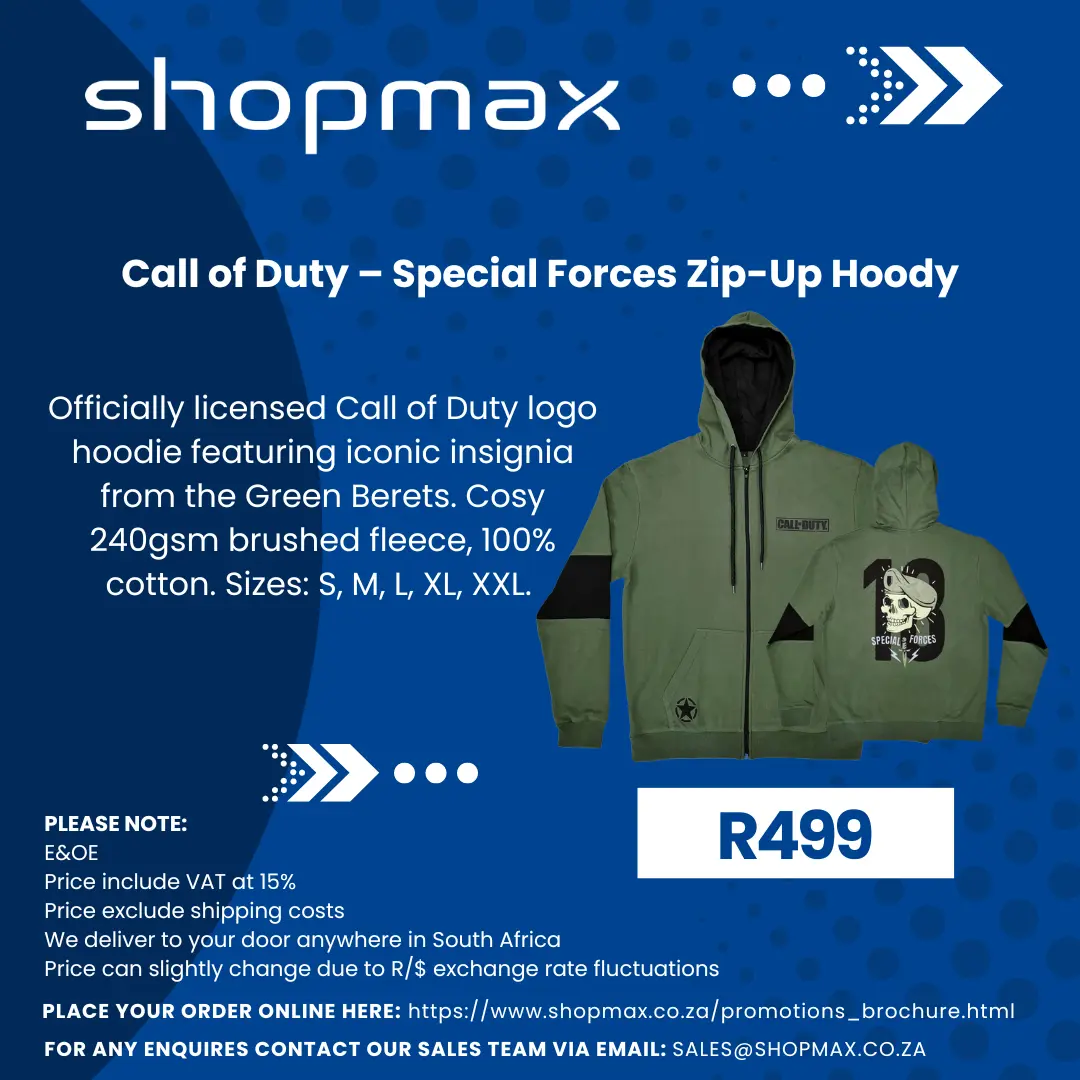 shopmax
Call of Duty – Special Forces Zip-Up Hoody
Officially licensed Call of Duty logo
hoodie featuring iconic insignia
from the Green Berets. Cosy
240gsm brushed fleece, 100%
cotton. Sizes: S, M, L, XL, XXL.
CALL OF DUTY
18
SPECIAL FORCES
R499
PLEASE NOTE:
E&OE
Price include VAT at 15%
Price exclude shipping costs
We deliver to your door anywhere in South Africa
Price can slightly change due to R/$ exchange rate fluctuations
PLACE YOUR ORDER ONLINE HERE: https://www.shopmax.co.za/promotions_brochure.html
FOR ANY ENQUIRES CONTACT OUR SALES TEAM VIA EMAIL: SALES@SHOPMAX.CO.ZA